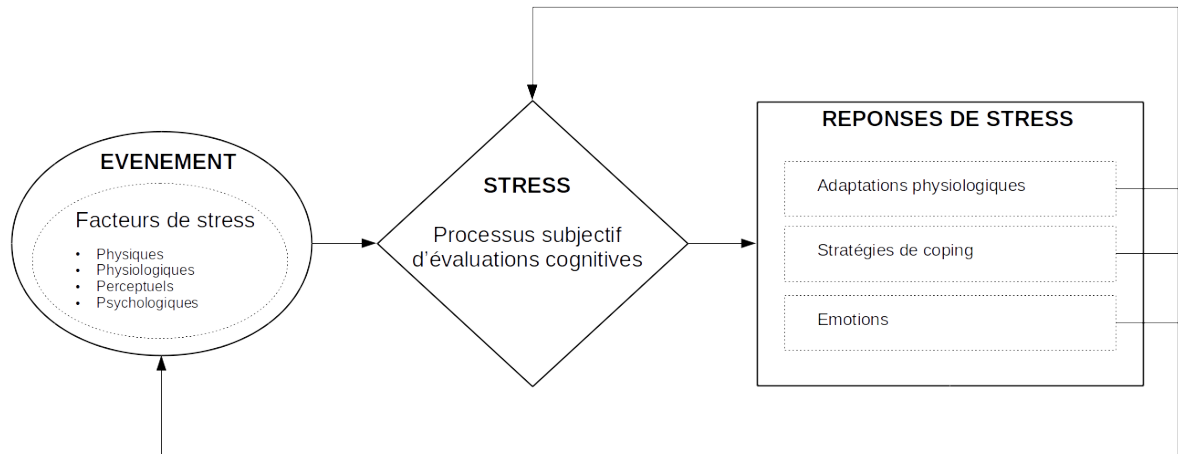 EVENEMENT
Facteurs de stress
• Physiques
• Physiologiques
• Perceptuels
• Psychologiques
STRESS
Processus subjectif
d’évaluations cognitives
REPONSES DE STRESS
Adaptations physiologiques
Stratégies de coping
Emotions